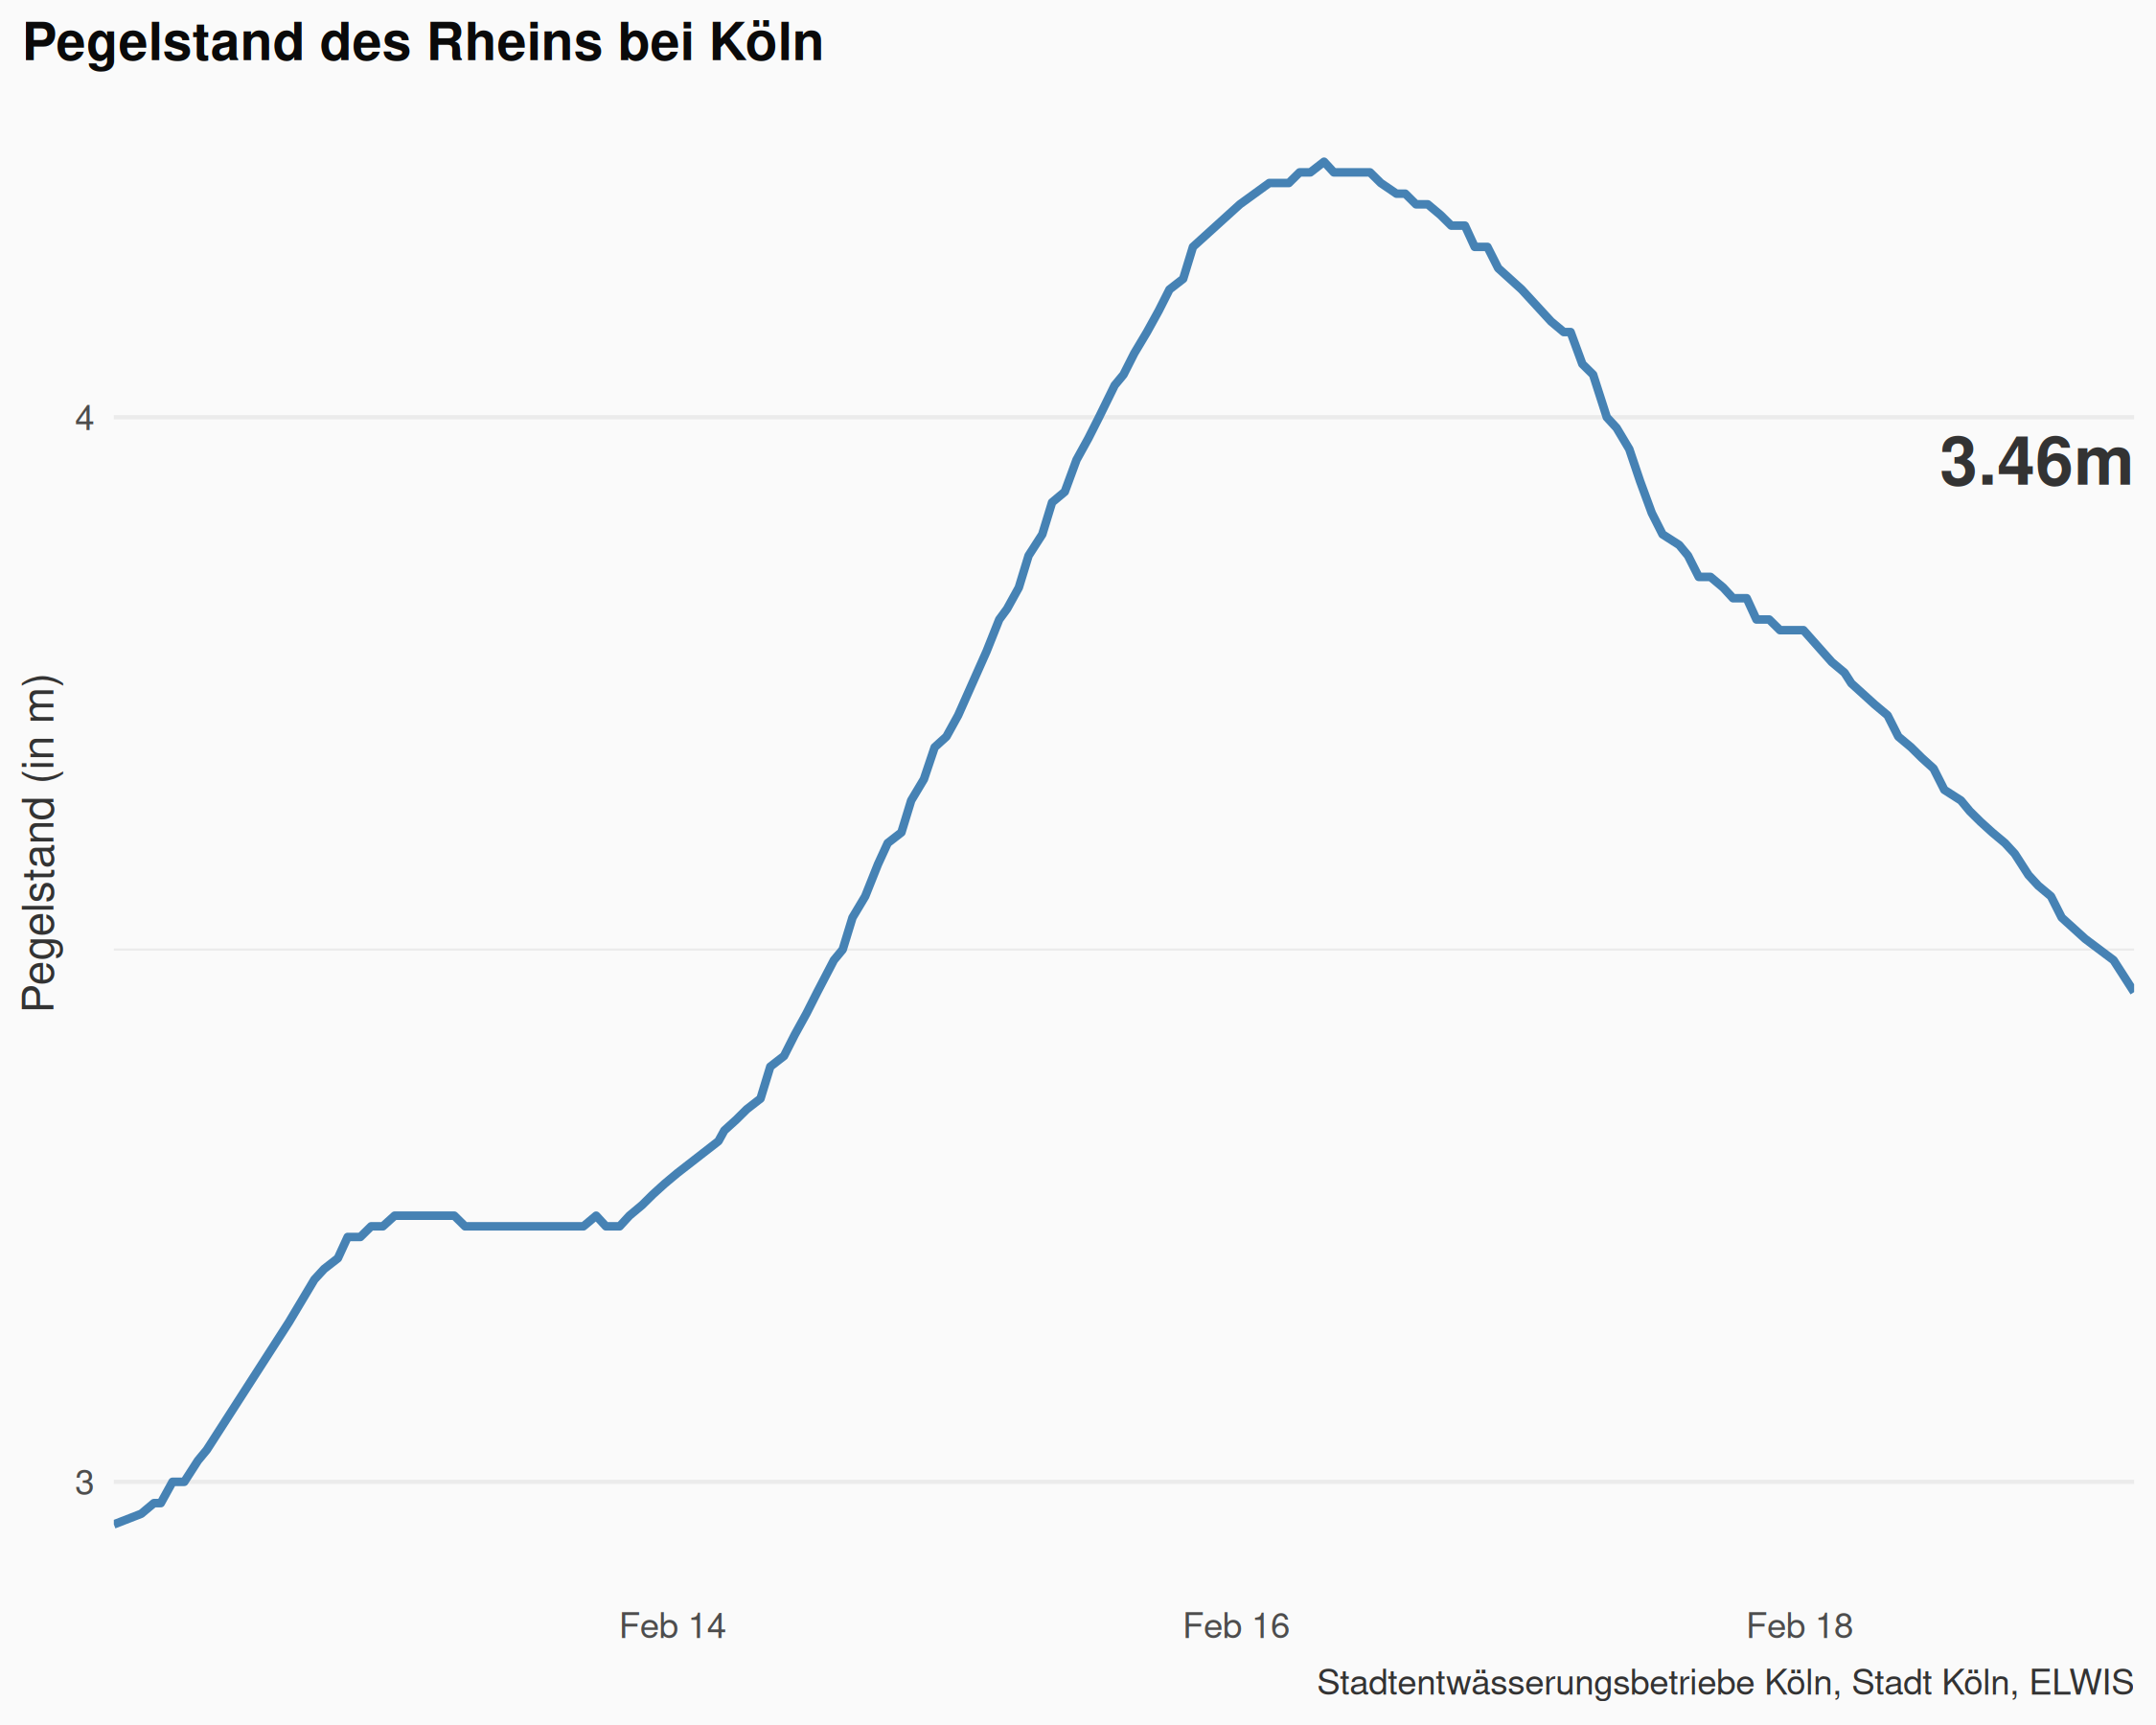 Pegelstand des Rheins bei Köln
Pegelstand (in m)
4
3.46m
3
Feb 14
Feb 16
Feb 18
Stadtentwässerungsbetriebe Köln, Stadt Köln, ELWIS